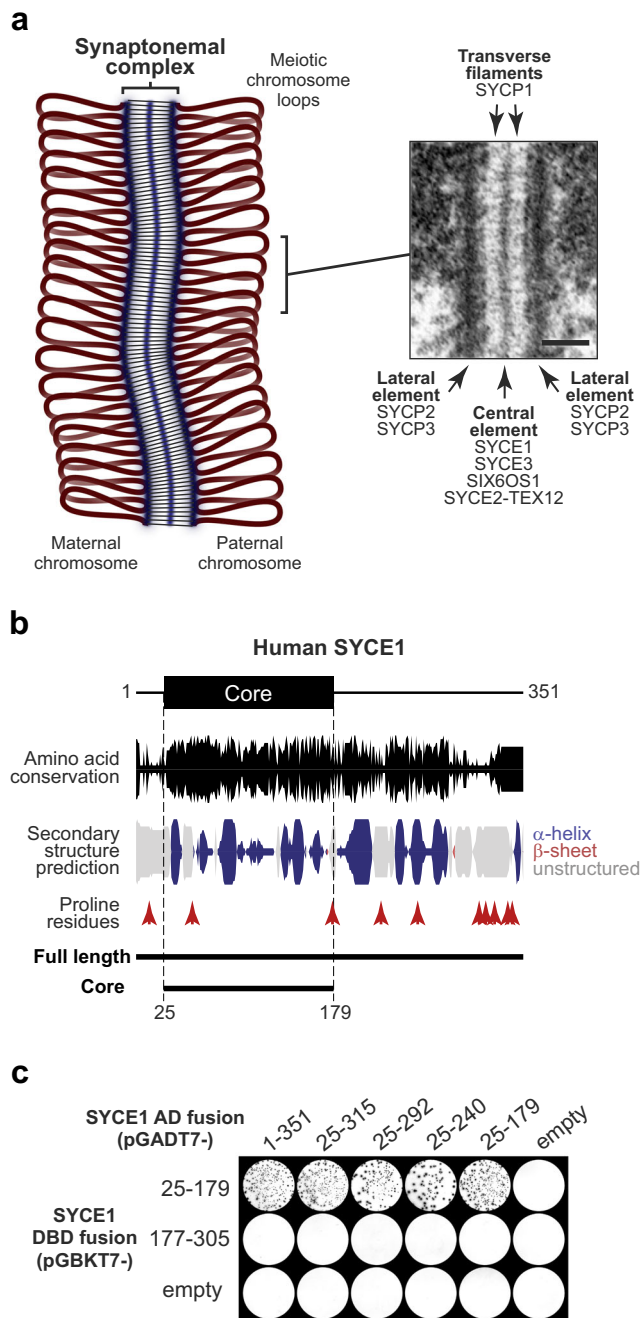 a
Synaptonemal
complex
Meiotic
chromosome
loops
Transverse
filaments
SYCP1
Lateral
element
SYCP2
SYCP3
Central
element
SYCE1
SYCE3
SIX6OS1
SYCE2-TEX12
Lateral
element
SYCP2
SYCP3
Maternal
chromosome
Paternal
chromosome
b
Human SYCE1
1
Core
351
Amino acid
conservation
Secondary
structure
prediction
α-helix
β-sheet
unstructured
Proline
residues
Full length
Core
25
179
c
SYCE1 AD fusion
(pGADT7-)
1-351
25-315
25-292
25-240
25-179
empty
SYCE1
DBD fusion
(pGBKT7-)
25-179
177-305
empty